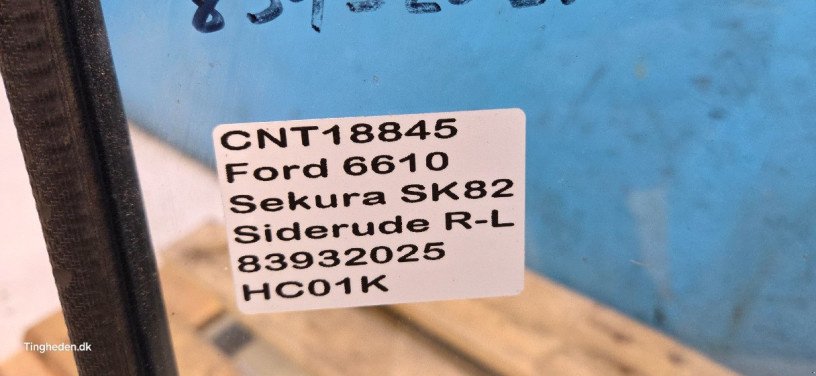 CNT18845
Ford 6610
Sekura SK82
Siderude R-L
83932025
HC01K
Tingheden.dk